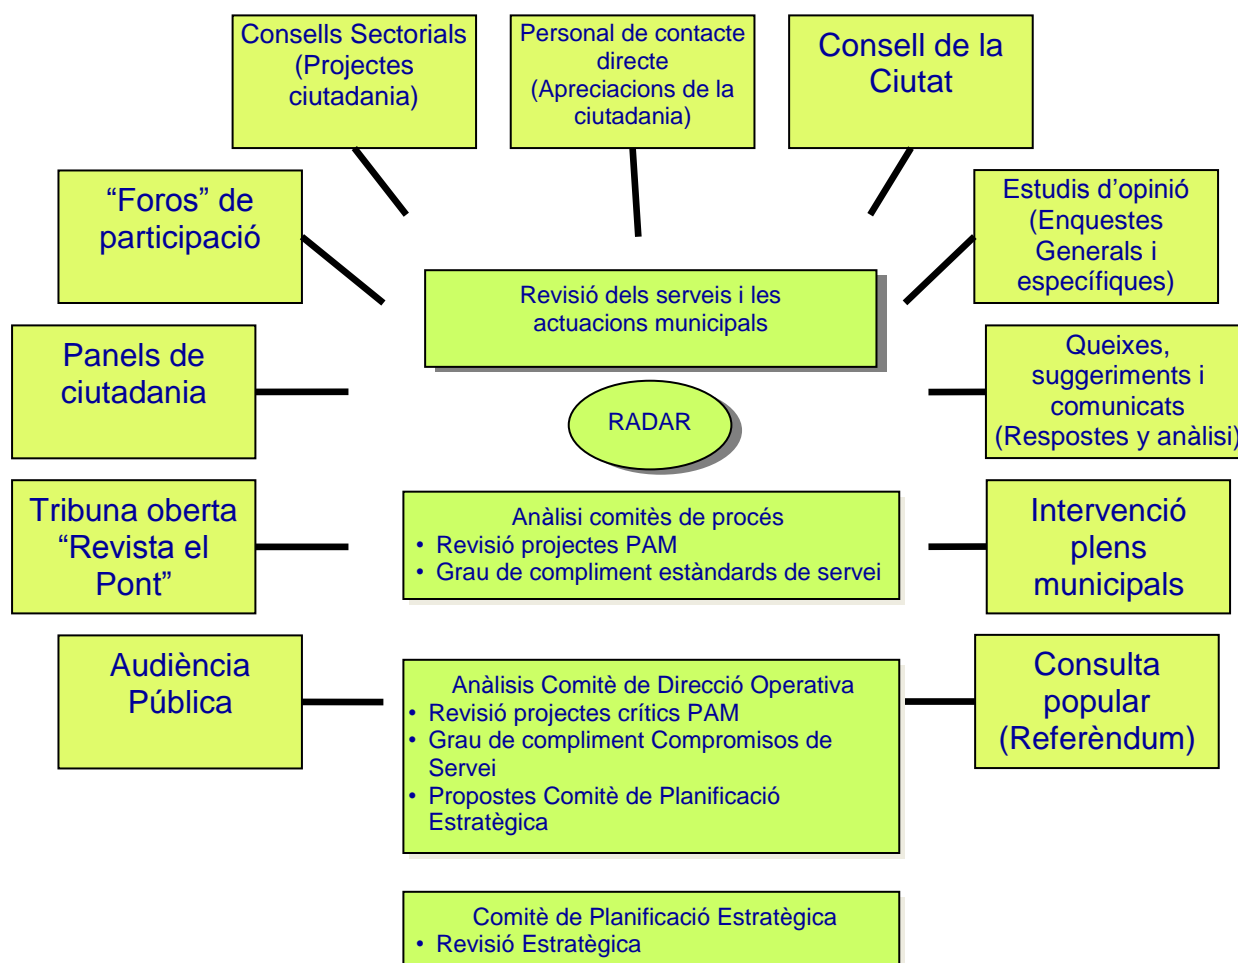 Consells Sectorials
(Projectes
ciutadania)
Personal de contacte
directe
(Apreciacions de la
ciutadania)
Consell de la
Ciutat
“Foros” de
participació
Estudis d’opinió
(Enquestes
Generals i
específiques)
Revisió dels serveis i les
actuacions municipals
Panels de
ciutadania
Queixes,
suggeriments i
comunicats
(Respostes y anàlisi)
RADAR
Tribuna oberta
“Revista el
Pont”
Anàlisi comitès de procés
• Revisió projectes PAM
• Grau de compliment estàndards de servei
Intervenció
plens
municipals
Audiència
Pública
Anàlisis Comitè de Direcció Operativa
• Revisió projectes crítics PAM
• Grau de compliment Compromisos de
Servei
• Propostes Comitè de Planificació
Estratègica
Consulta
popular
(Referèndum)
Comitè de Planificació Estratègica
• Revisió Estratègica